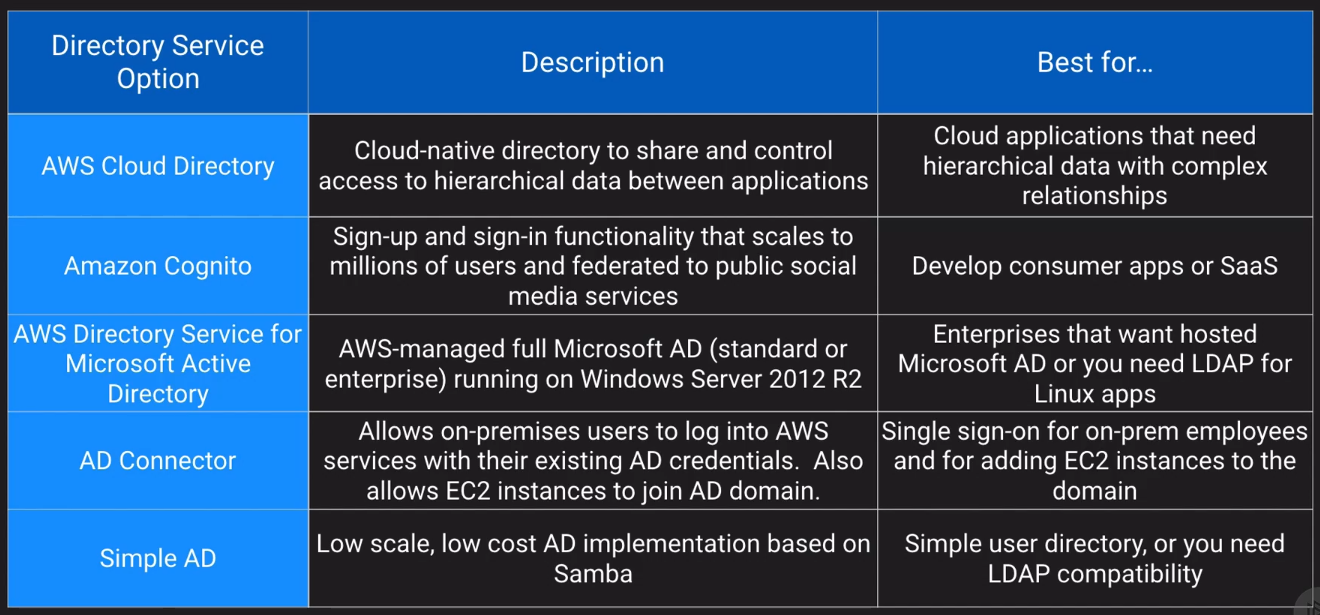 Directory Service
Option
Description
Best for...
AWS Cloud Directory
Cloud-native directory to share and control
access to hierarchical data between applications
Cloud applications that need
hierarchical data with complex
relationships
Amazon Cognito
Sign-up and sign-in functionality that scales to
millions of users and federated to public social
media services
Develop consumer apps or SaaS
AWS Directory Service for
Microsoft Active
Directory
AWS-managed full Microsoft AD (standard or
enterprise) running on Windows Server 2012 R2
Enterprises that want hosted
Microsoft AD or you need LDAP for
Linux apps
AD Connector
Allows on-premises users to log into AWS
services with their existing AD credentials.  Also
allows EC2 instances to join AD domain.
Single sign-on for on-prem employees
and for adding EC2 instances to the
domain
Simple AD
Low scale, low cost AD implementation based on
Samba
Simple user directory, or you need
LDAP compatibility